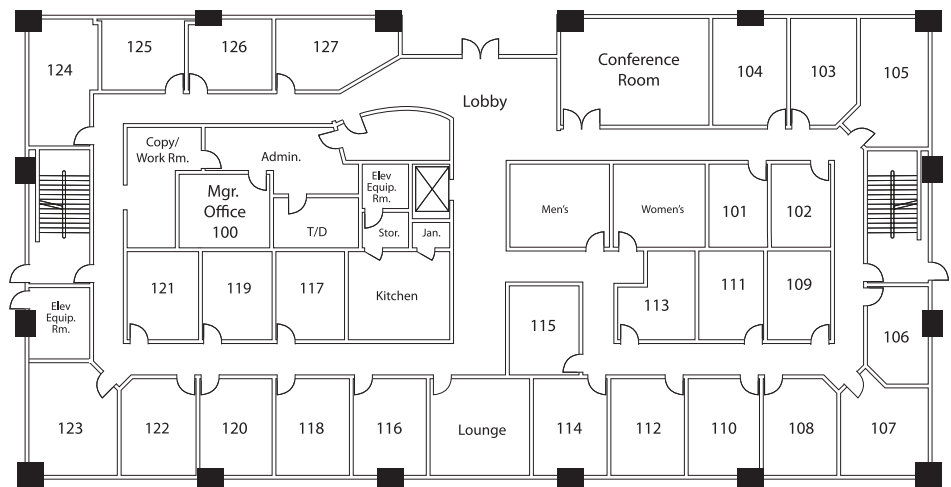 125
126
127
124
Conference
Room
104
103
105
Lobby
Copy/
Work Rm.
Admin.
Elev
Equip.
Rm.
Mgr.
Office
100
Men's
Women's
101
102
T/D
Stor.
Jan.
121
119
117
Kitchen
113
111
109
Elev
Equip.
Rm.
115
106
123
122
120
118
116
Lounge
114
112
110
108
107